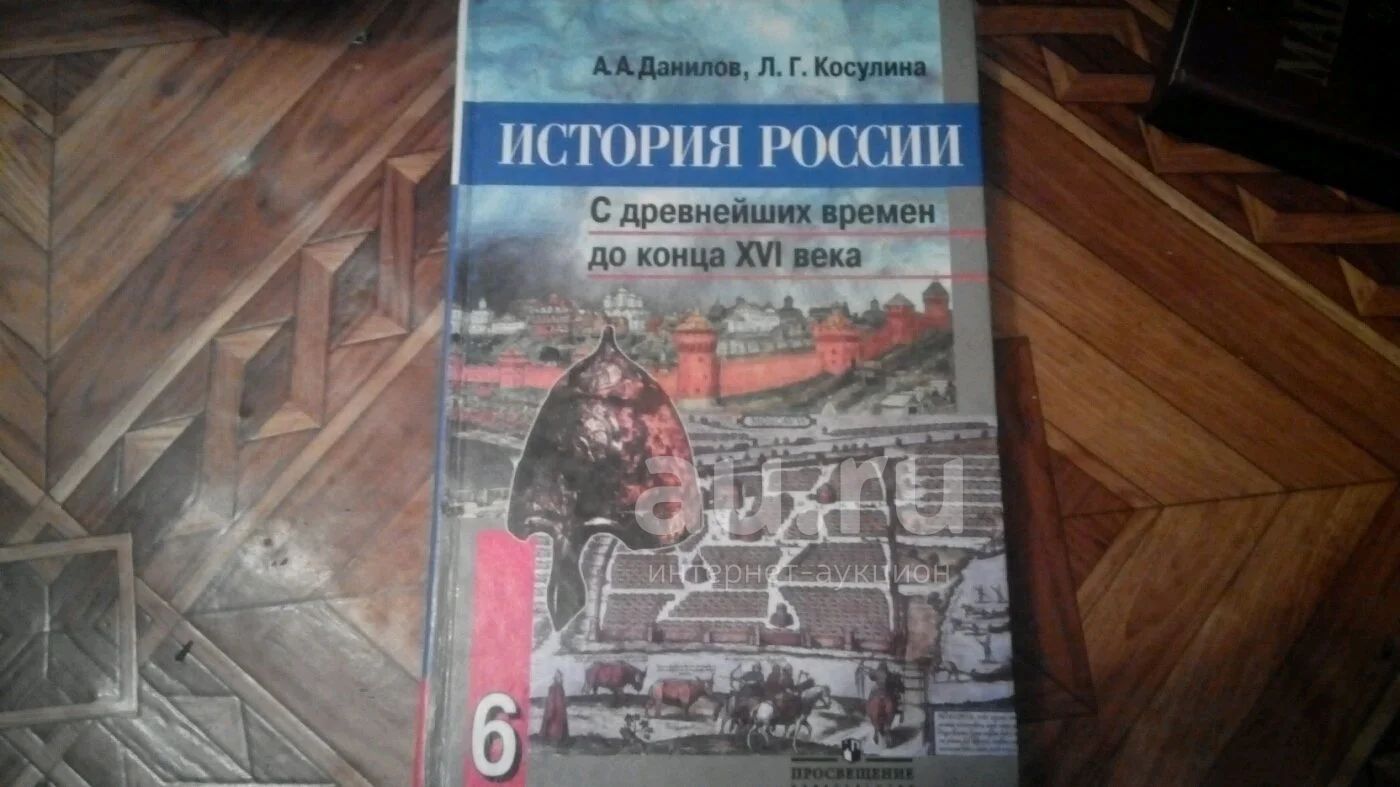 А. А. Данилов, Л. Г. Косулина
ИСТОРИЯ РОССИИ
С древнейших времен
до конца XVI века
au.ru
интернет-аукцион
6
ПРОСВЕЩЕНИЕ